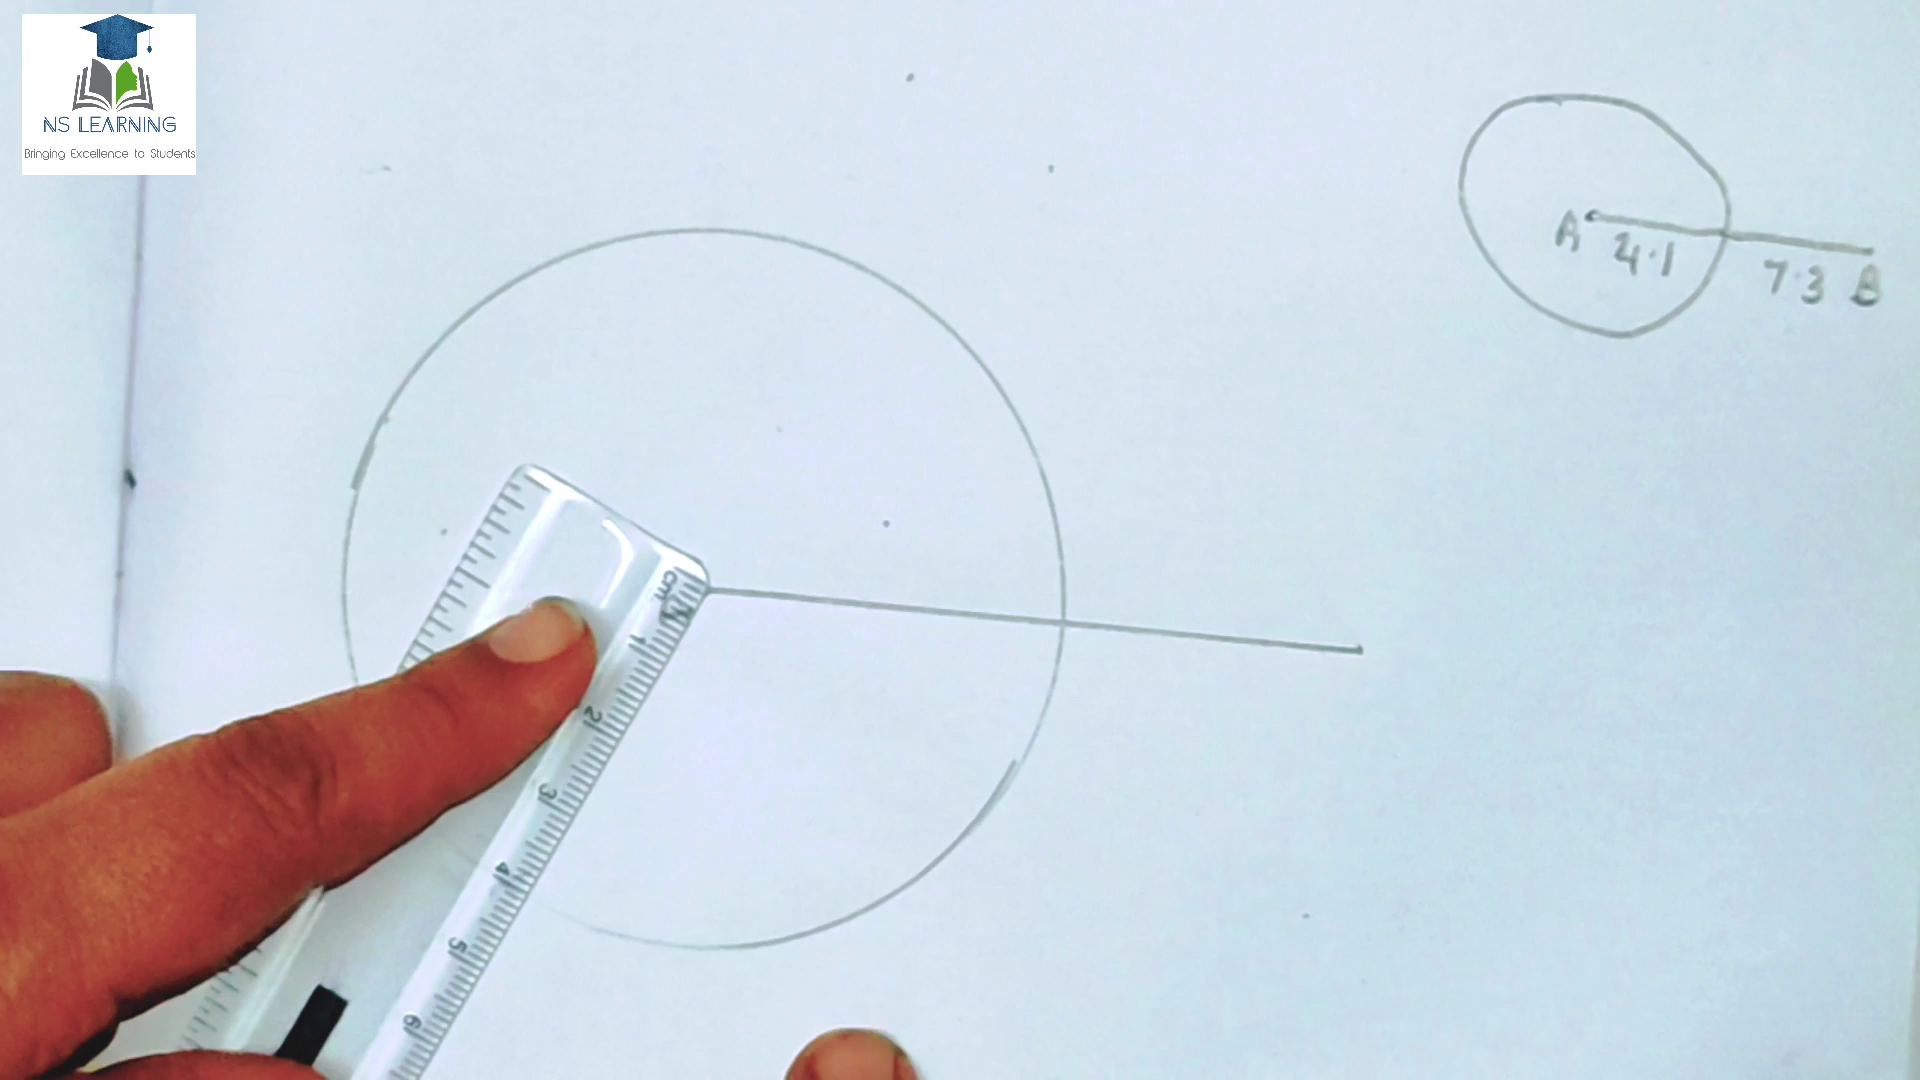 NS LEARNING
Bringing Excellence to Students
A 4.1
7.3 B
cm
1
2
3
4
5
6